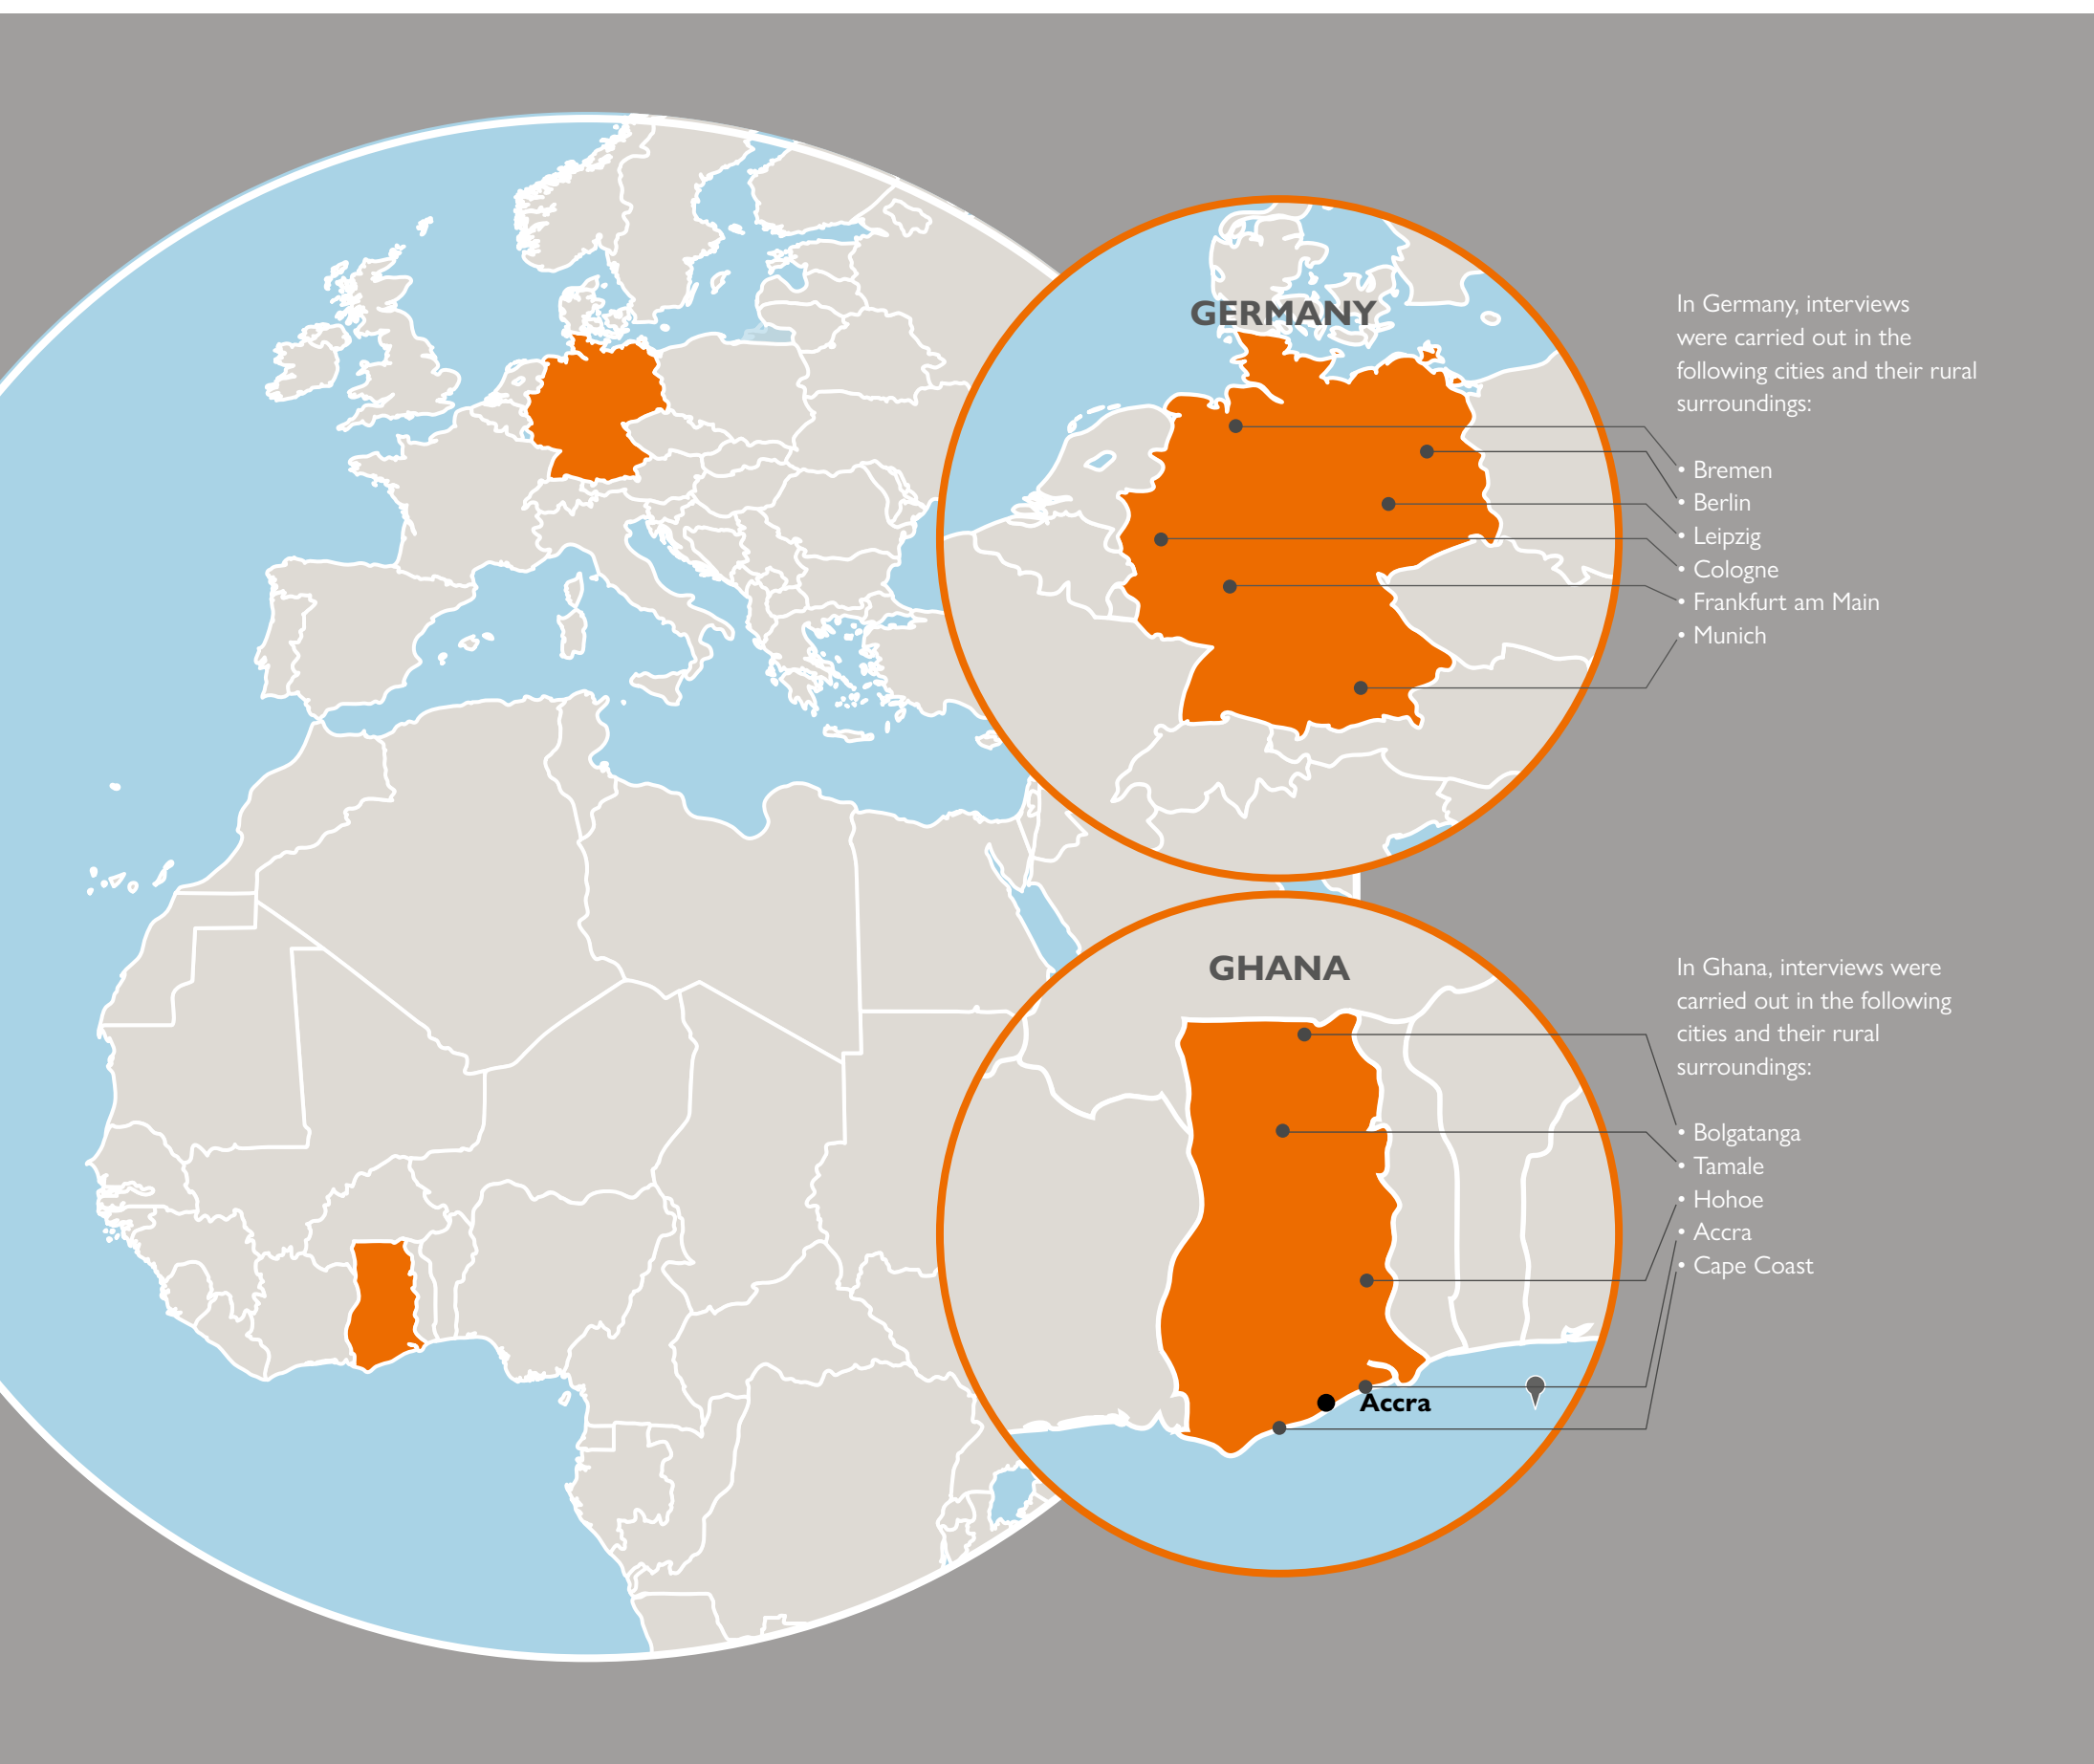 GERMANY
In Germany, interviews
were carried out in the
following cities and their rural
surroundings:
• Bremen
• Berlin
• Leipzig
• Cologne
• Frankfurt am Main
• Munich
GHANA
In Ghana, interviews were
carried out in the following
cities and their rural
surroundings:
• Bolgatanga
• Tamale
• Hohoe
• Accra
• Cape Coast
Accra